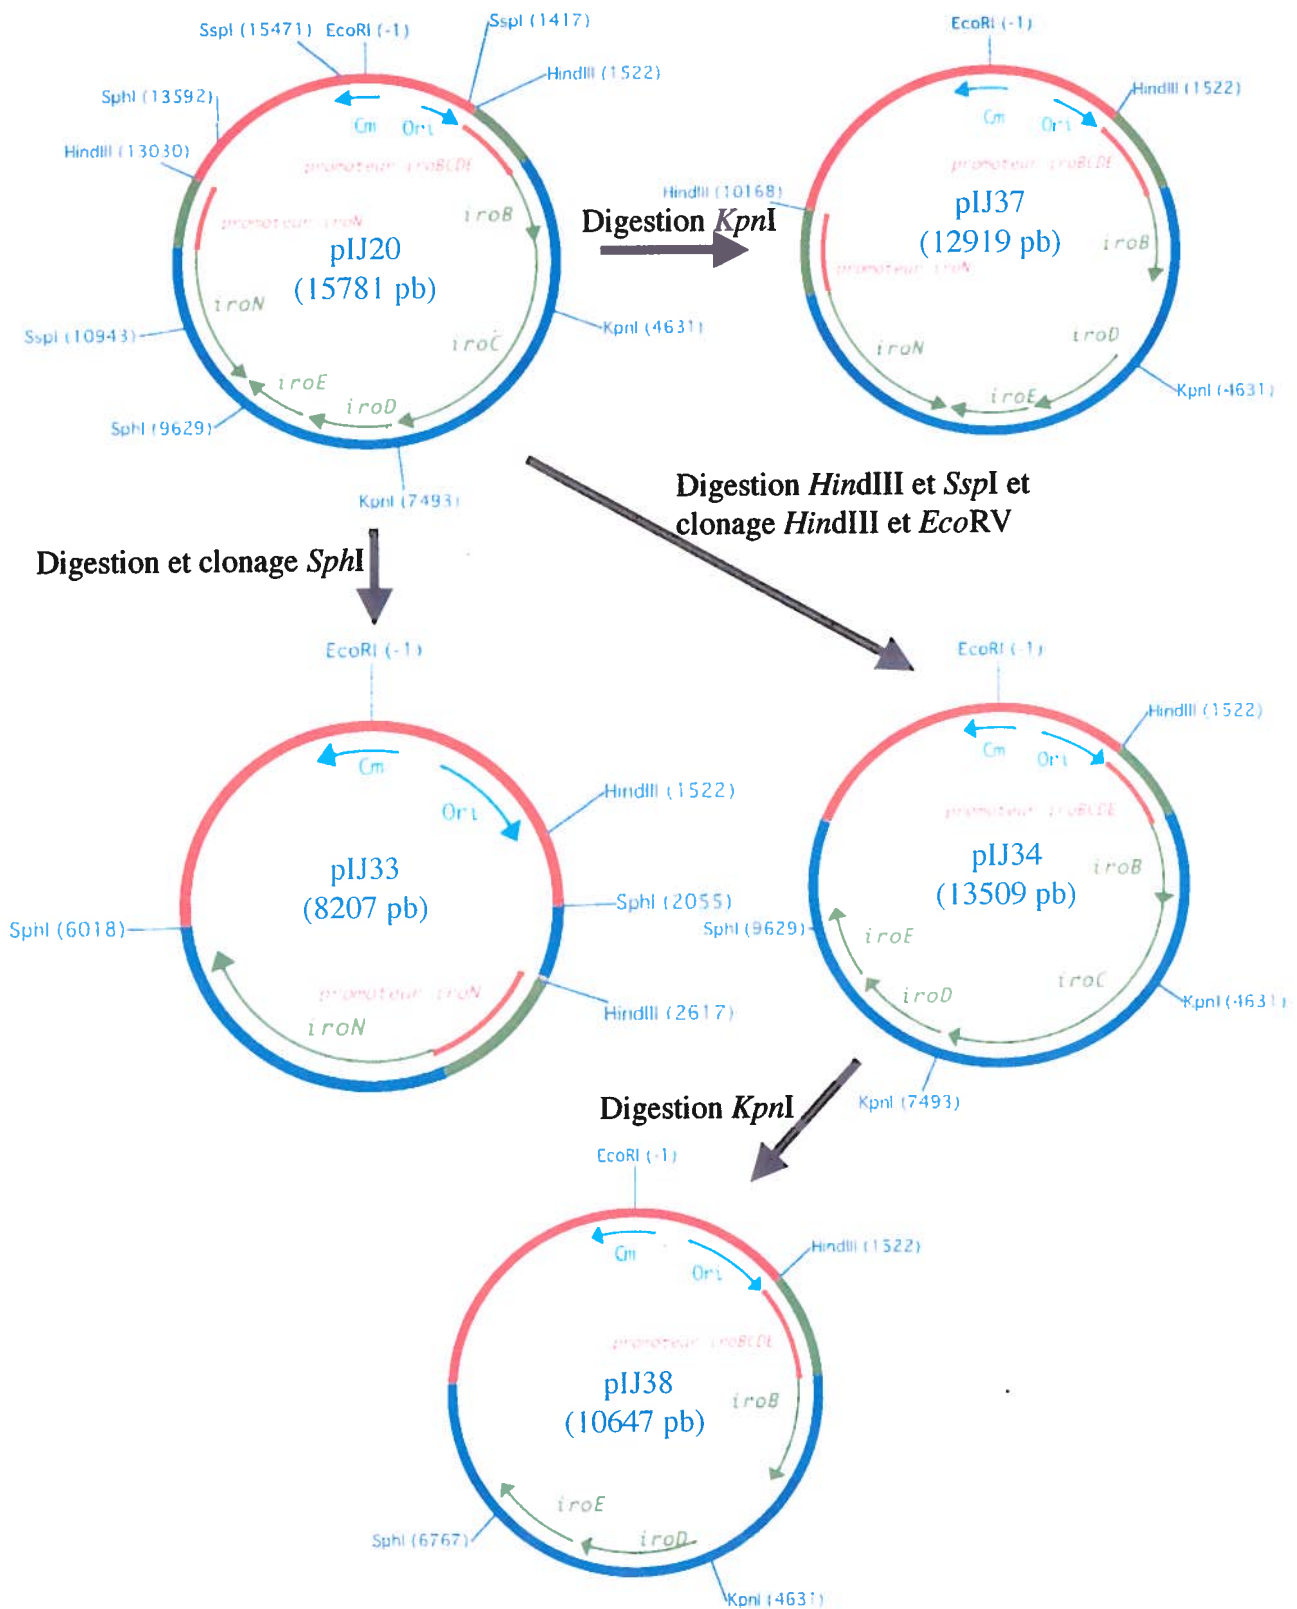 SspI (15471)
EcoRI (-1)
SspI (1417)
HindIII (1522)
SphI (13592)
HindIII (13030)
Cm
Ori
promoteur iroBCDE
promoteur iroN
iroB
pIJ20
(15781 pb)
iroN
SspI (10943)
KpnI (4631)
iroC
iroE
iroD
SphI (9629)
KpnI (7493)
Digestion KpnI
EcoRI (-1)
HindIII (1522)
Cm
Ori
promoteur iroBCDE
HindIII (10168)
pIJ37
(12919 pb)
iroB
promoteur iroN
iroN
iroD
iroE
KpnI (4631)
Digestion HindIII et SspI et
clonage HindIII et EcoRV
Digestion et clonage SphI
EcoRI (-1)
Cm
Ori
HindIII (1522)
pIJ33
(8207 pb)
SphI (2055)
SphI (6018)
promoteur iroN
HindIII (2617)
iroN
EcoRI (-1)
HindIII (1522)
Cm
Ori
promoteur iroBCDE
pIJ34
(13509 pb)
iroB
SphI (9629)
iroE
iroD
iroC
KpnI (4631)
KpnI (7493)
Digestion KpnI
EcoRI (-1)
HindIII (1522)
Cm
Ori
promoteur iroBCDE
pIJ38
(10647 pb)
iroB
iroE
iroD
SphI (6767)
KpnI (4631)